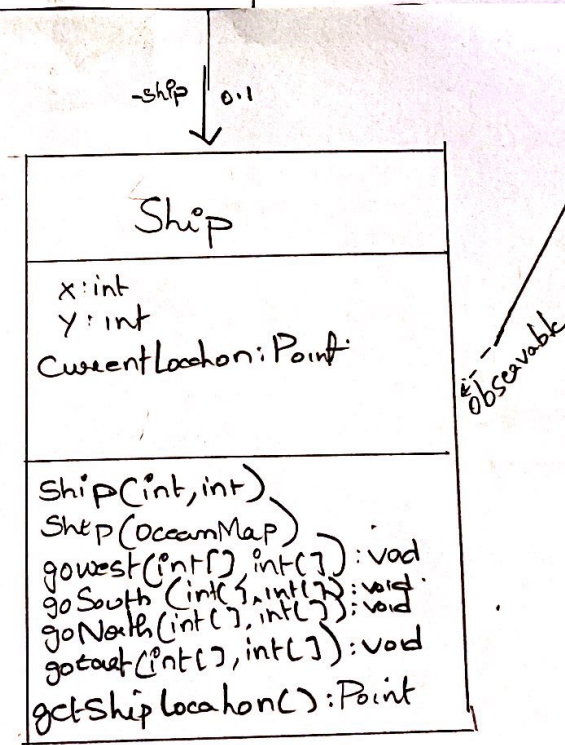 -ship 0..1
Ship
x: int
y: int
CurrentLocation: Point
observable
Ship(int, int)
Ship(OceanMap)
gowest(int[], int[]): void
goSouth(int[], int[]): void
goNorth(int[], int[]): void
goEast(int[], int[]): void
getShipLocation(): Point